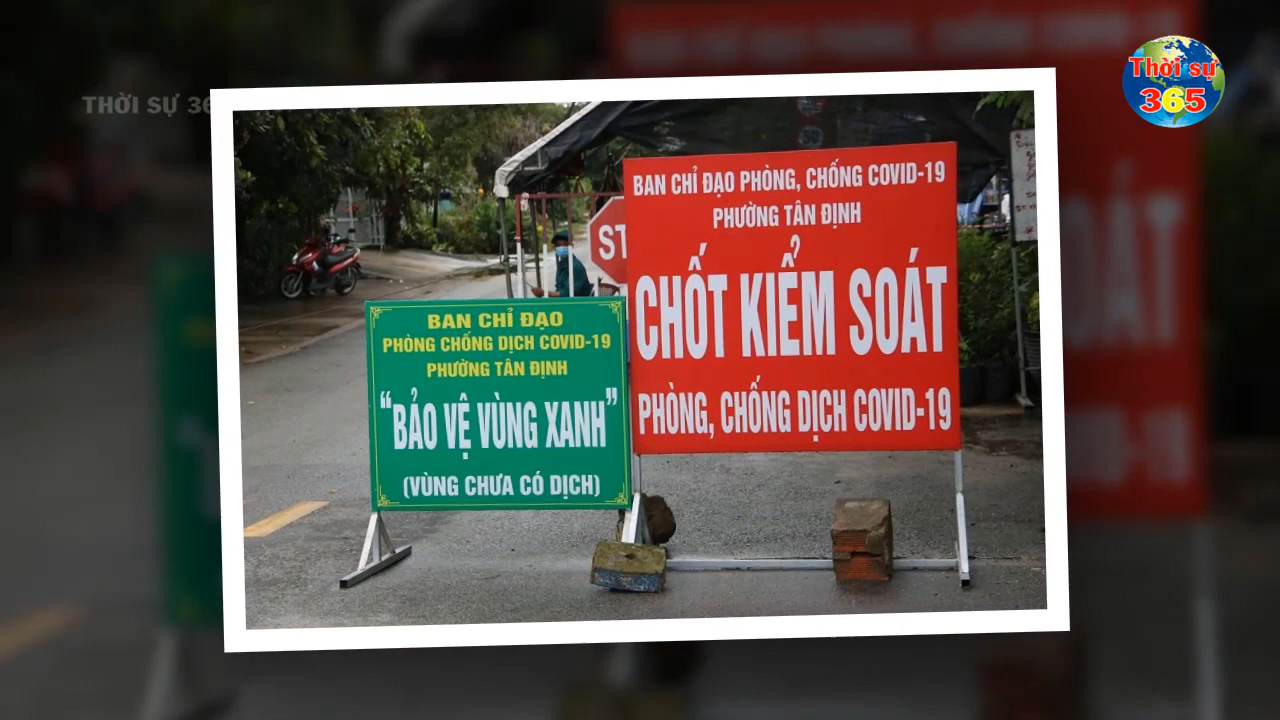 THỜI SỰ 36
Thời sự
365
BAN CHỈ ĐẠO PHÒNG, CHỐNG COVID-19
PHƯỜNG TÂN ĐỊNH
CHỐT KIỂM SOÁT
PHÒNG, CHỐNG DỊCH COVID-19
ST
BAN CHỈ ĐẠO
PHÒNG CHỐNG DỊCH COVID-19
PHƯỜNG TÂN ĐỊNH
“BẢO VỆ VÙNG XANH”
(VÙNG CHƯA CÓ DỊCH)